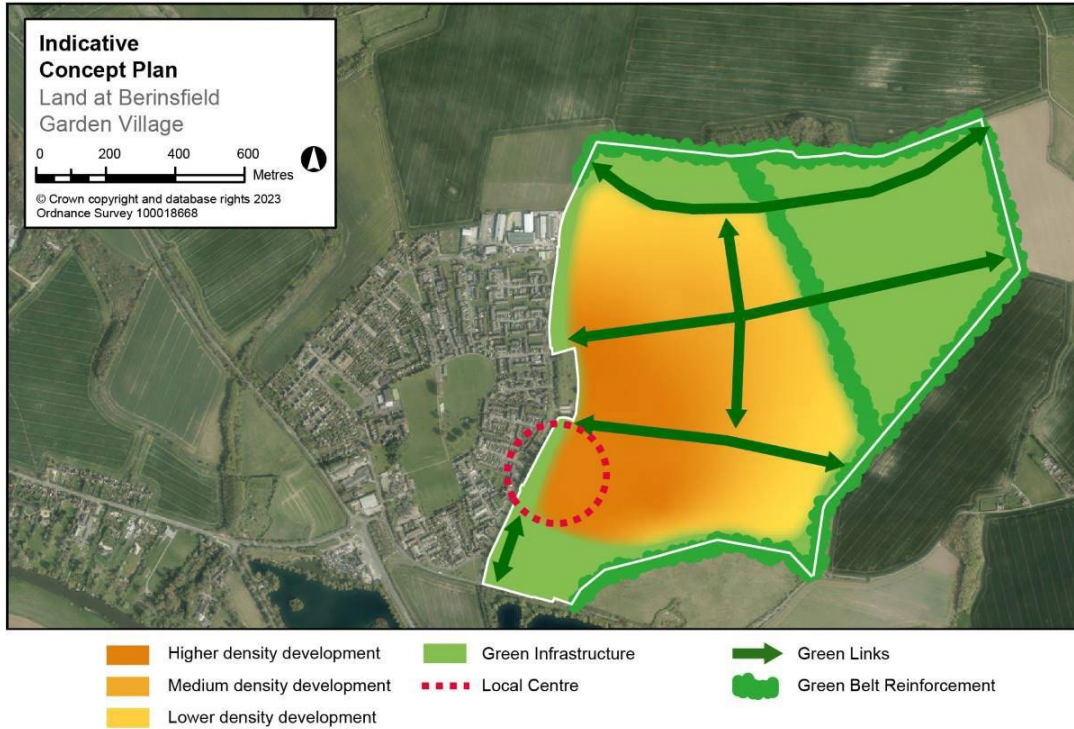 Indicative
Concept Plan
Land at Berinsfield
Garden Village
0 200 400 600
Metres
© Crown copyright and database rights 2023
Ordnance Survey 100018668
Higher density development
Medium density development
Lower density development
Green Infrastructure
Local Centre
Green Links
Green Belt Reinforcement